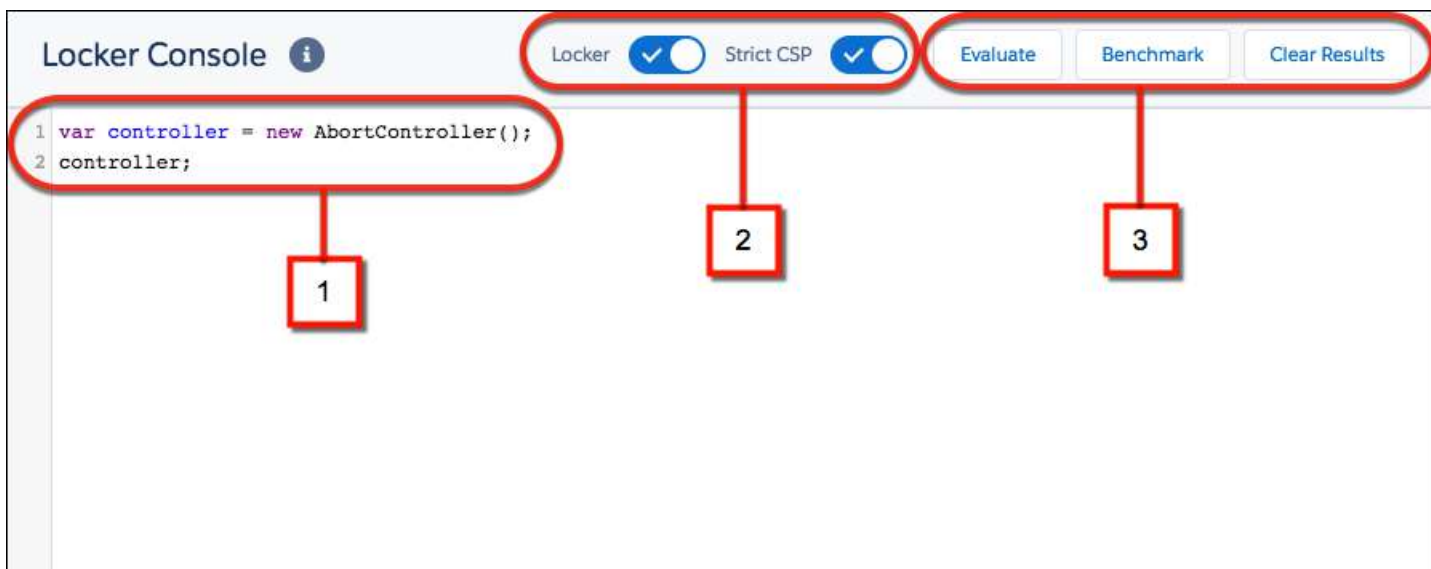 Locker Console i Locker Strict CSP Evaluate Benchmark Clear Results
1 var controller = new AbortController();
2 controller;
1
2
3